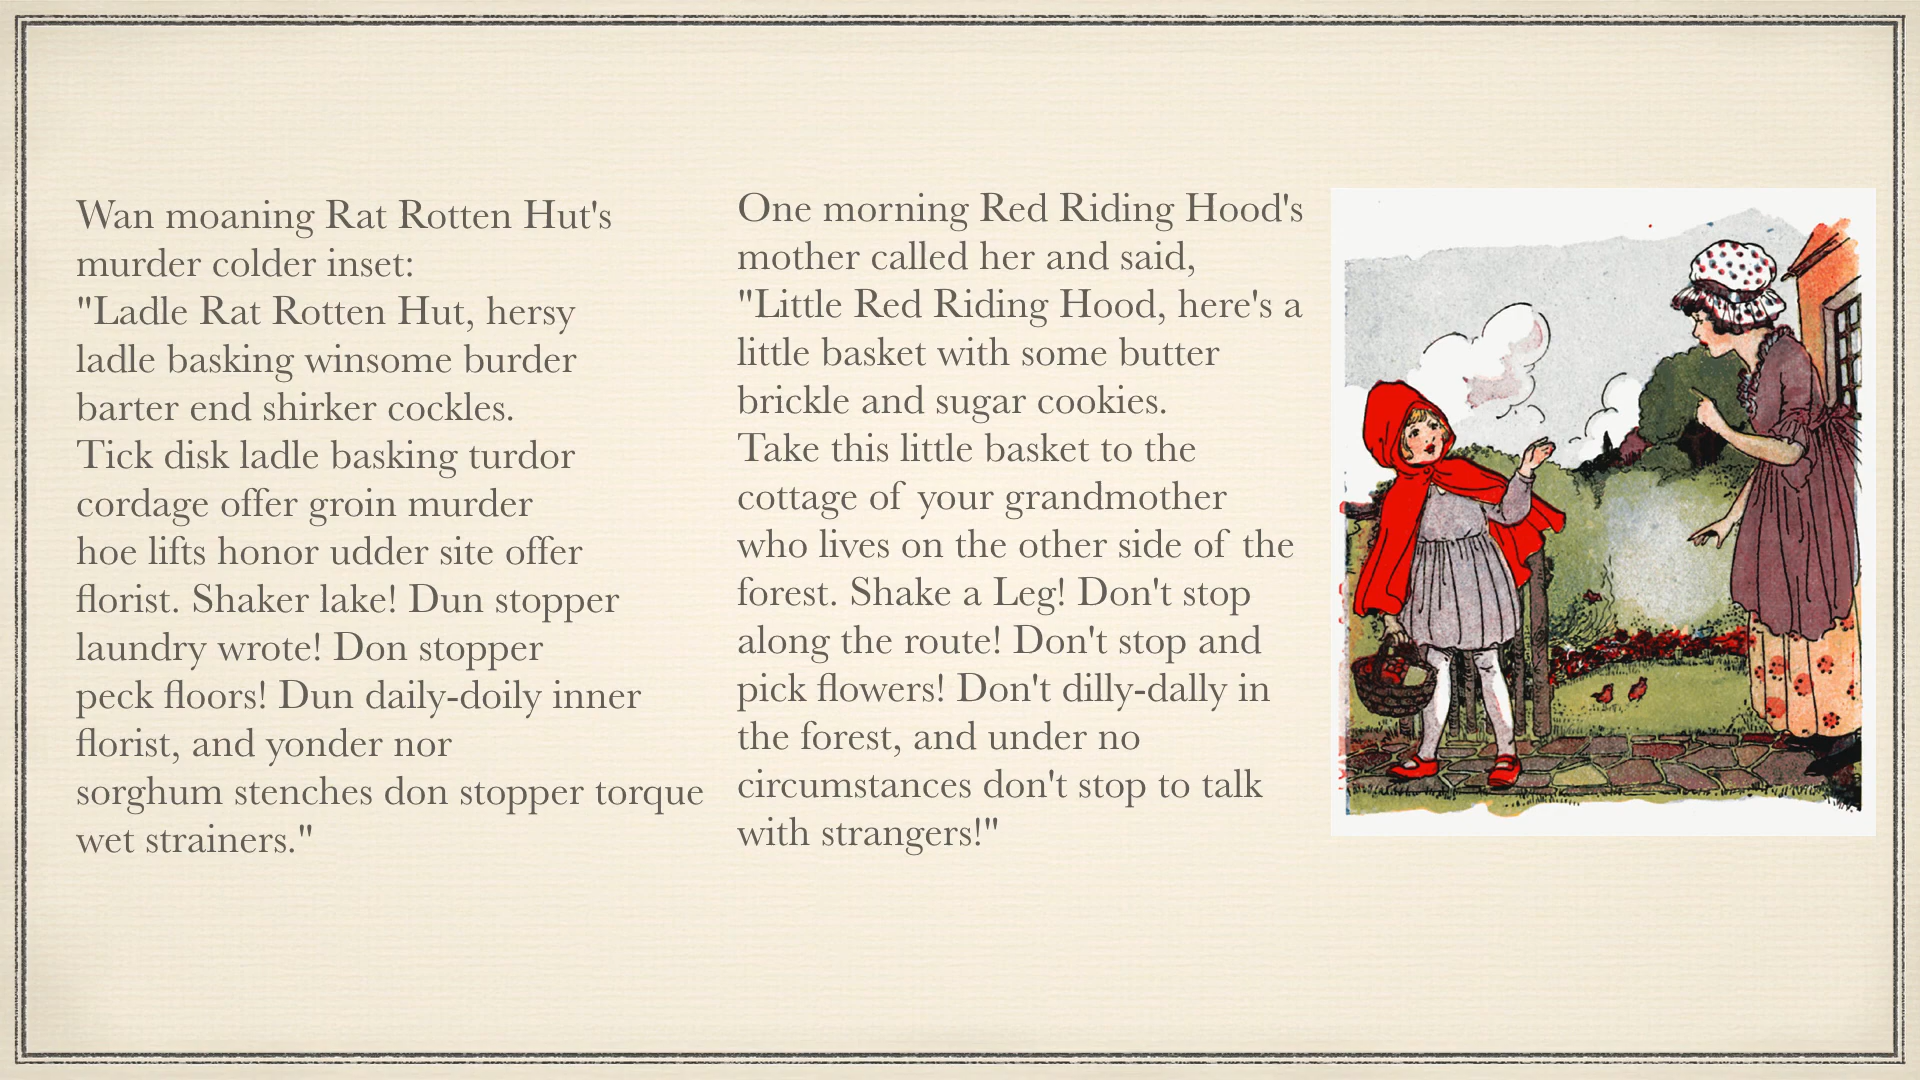 Wan moaning Rat Rotten Hut's
murder colder inset:
"Ladle Rat Rotten Hut, hersy
ladle basking winsome burder
barter end shirker cockles.
Tick disk ladle basking turdor
cordage offer groin murder
hoe lifts honor udder site offer
florist. Shaker lake! Dun stopper
laundry wrote! Don stopper
peck floors! Dun daily-doily inner
florist, and yonder nor
sorghum stenches don stopper torque
wet strainers."
One morning Red Riding Hood's
mother called her and said,
"Little Red Riding Hood, here's a
little basket with some butter
brickle and sugar cookies.
Take this little basket to the
cottage of your grandmother
who lives on the other side of the
forest. Shake a Leg! Don't stop
along the route! Don't stop and
pick flowers! Don't dilly-dally in
the forest, and under no
circumstances don't stop to talk
with strangers!"